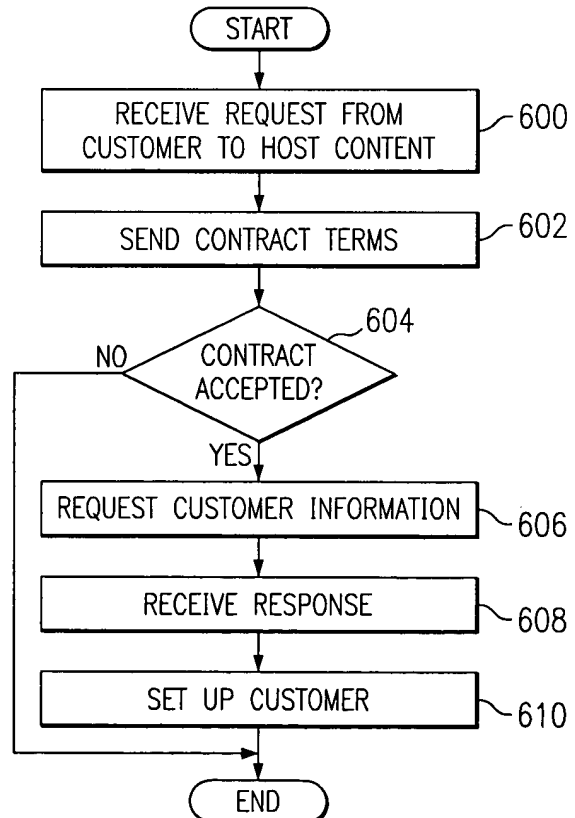 START
RECEIVE REQUEST FROM
CUSTOMER TO HOST CONTENT
600
SEND CONTRACT TERMS
602
604
CONTRACT
ACCEPTED?
NO
YES
REQUEST CUSTOMER INFORMATION
606
RECEIVE RESPONSE
608
SET UP CUSTOMER
610
END